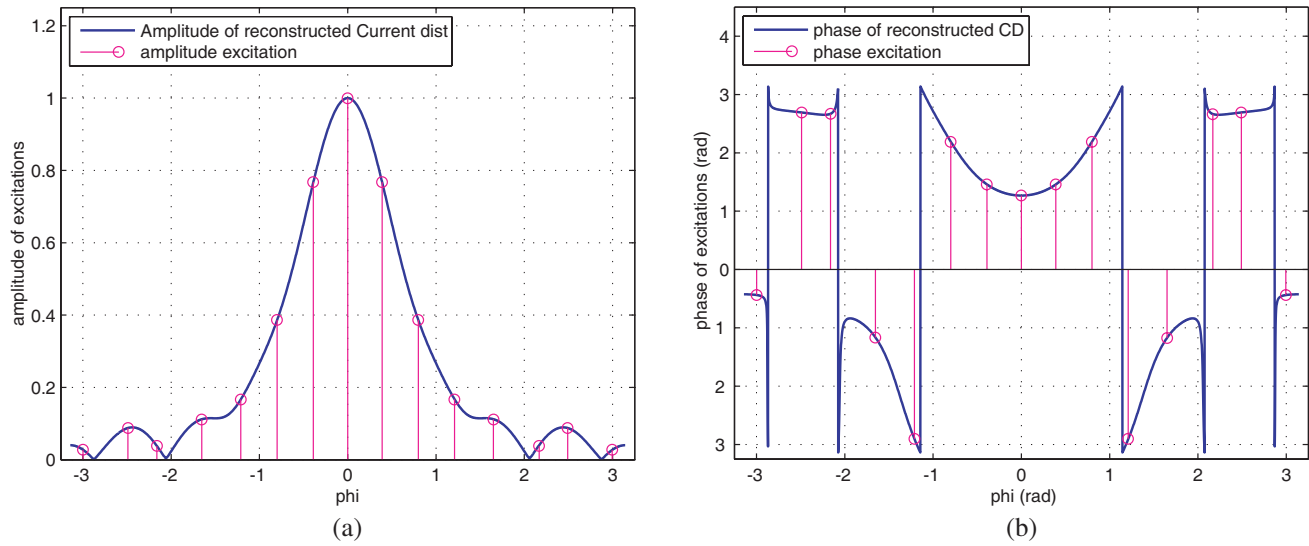 Amplitude of reconstructed Current dist
amplitude excitation
1.2
1
0.8
0.6
0.4
0.2
0
amplitude of excitations
-3 -2 -1 0 1 2 3
phi
(a)
phase of reconstructed CD
phase excitation
4
3
2
1
0
1
2
3
phase of excitations (rad)
-3 -2 -1 0 1 2 3
phi (rad)
(b)